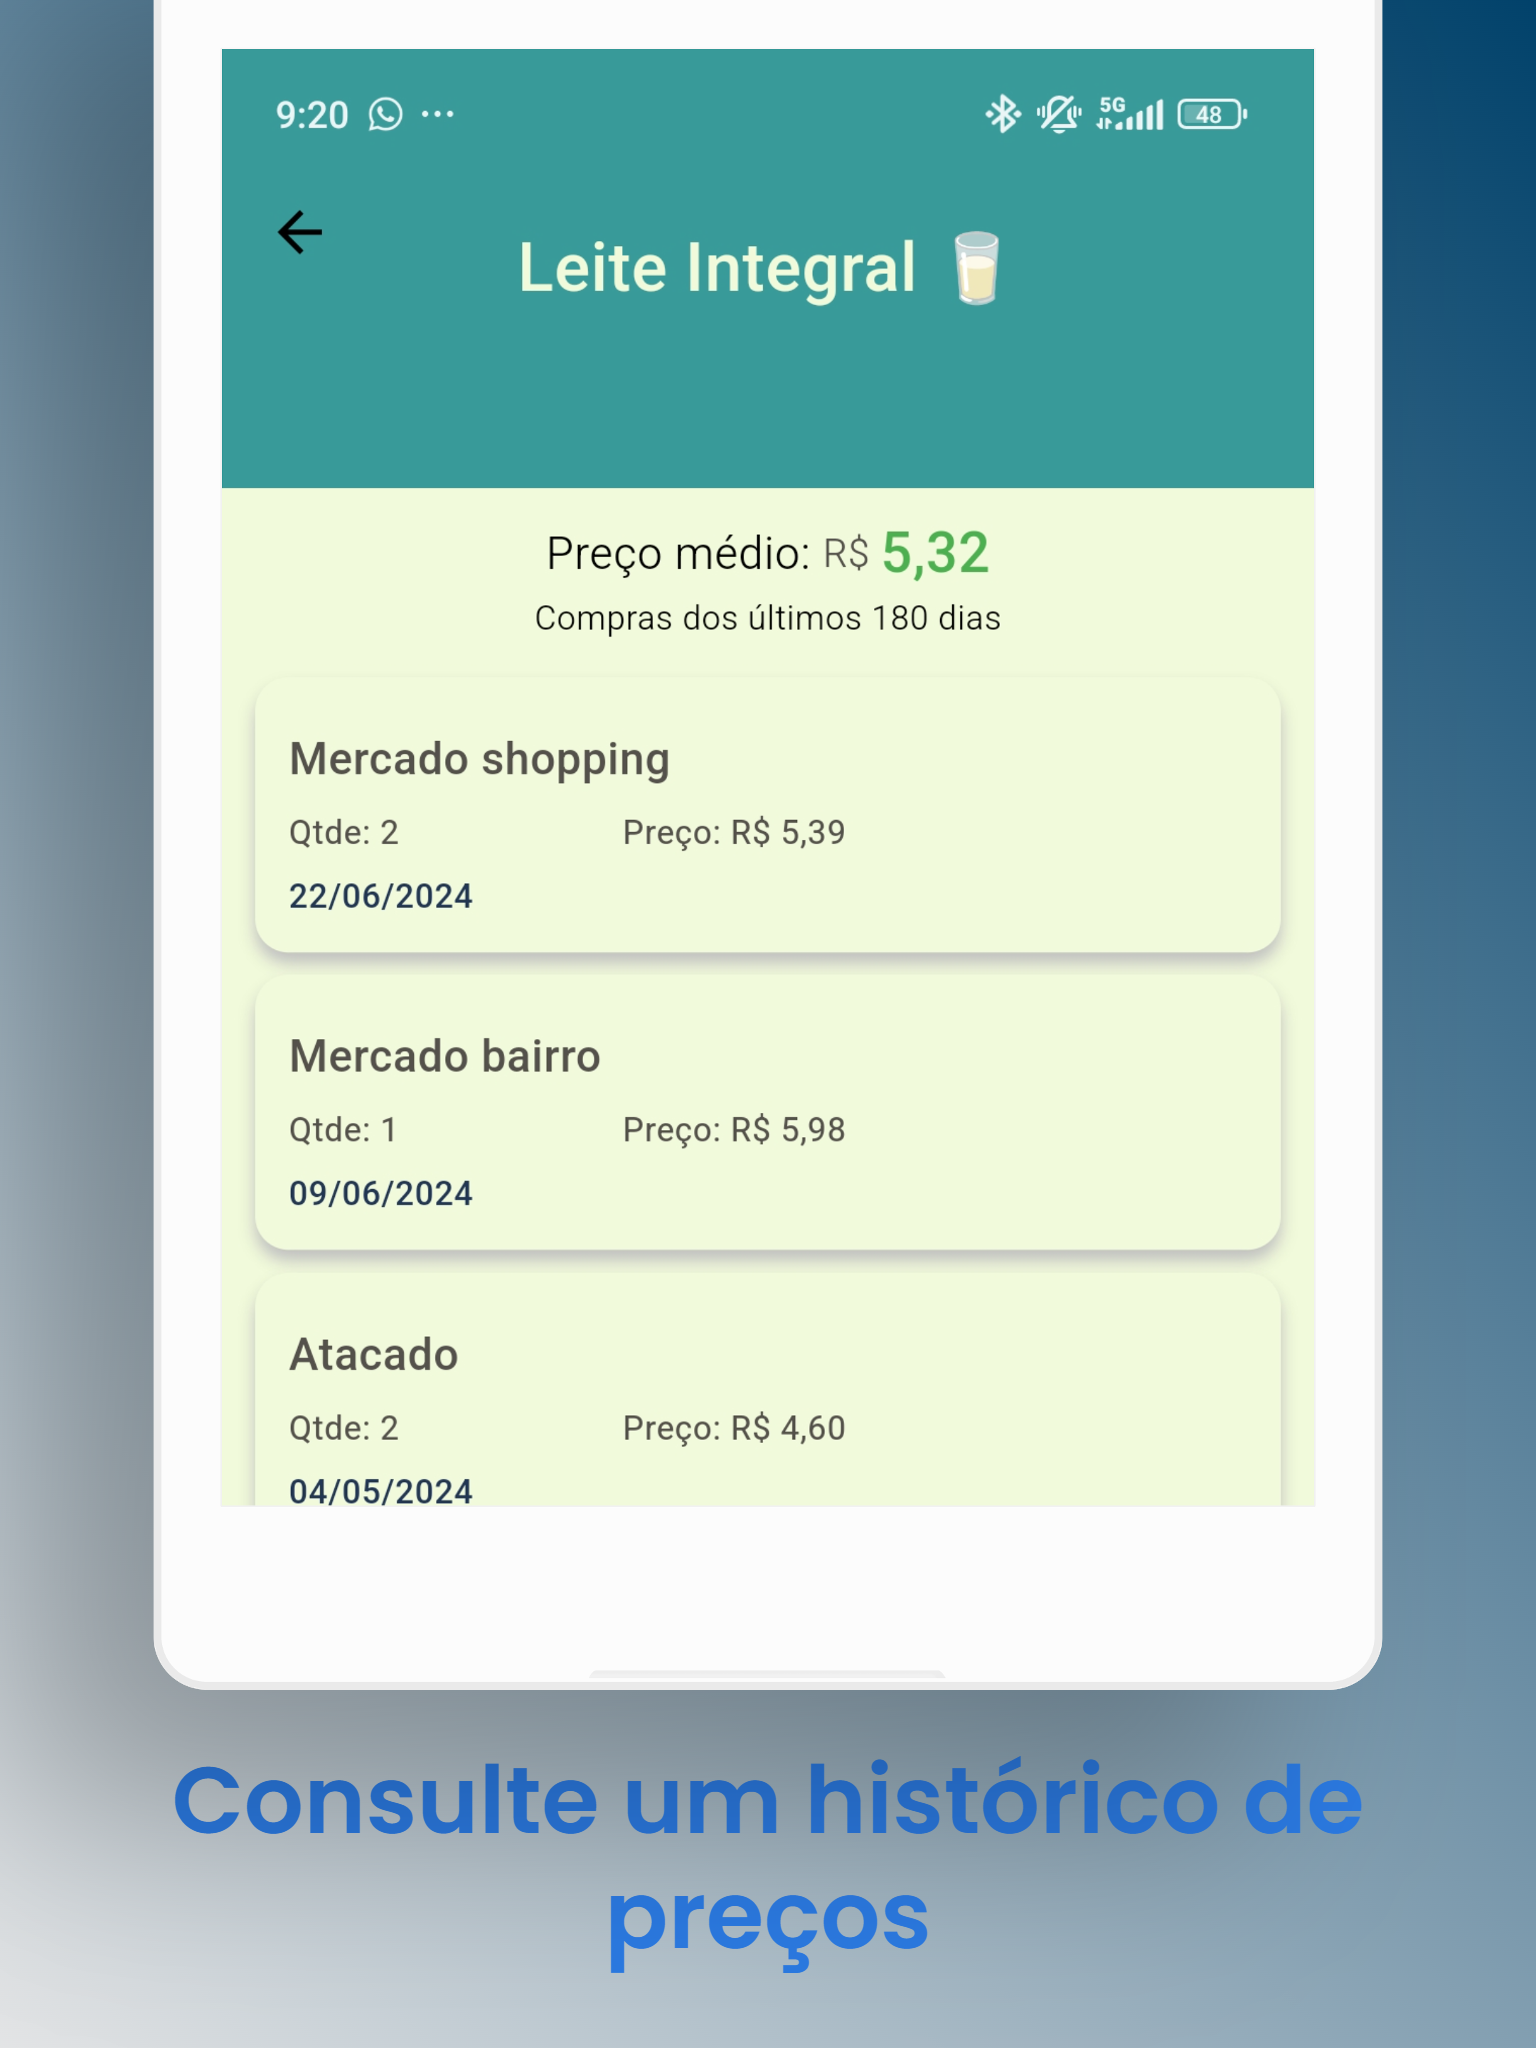 9:20 5G 48
Leite Integral
Preço médio: R$ 5,32
Compras dos últimos 180 dias
Mercado shopping
Qtde: 2 Preço: R$ 5,39
22/06/2024
Mercado bairro
Qtde: 1 Preço: R$ 5,98
09/06/2024
Atacado
Qtde: 2 Preço: R$ 4,60
04/05/2024
Consulte um histórico de
preços